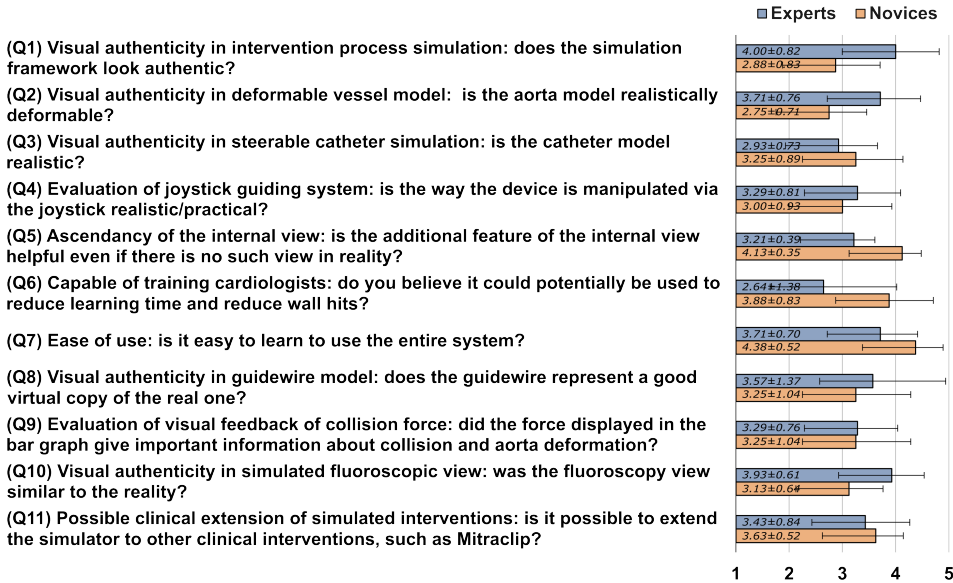 Experts Novices
(Q1) Visual authenticity in intervention process simulation: does the simulation
framework look authentic?
4.00±0.82
2.88±0.83
(Q2) Visual authenticity in deformable vessel model: is the aorta model realistically
deformable?
3.71±0.76
2.75±0.71
(Q3) Visual authenticity in steerable catheter simulation: is the catheter model
realistic?
2.93±0.73
3.25±0.89
(Q4) Evaluation of joystick guiding system: is the way the device is manipulated via
the joystick realistic/practical?
3.29±0.81
3.00±0.93
(Q5) Ascendancy of the internal view: is the additional feature of the internal view
helpful even if there is no such view in reality?
3.21±0.39
4.13±0.35
(Q6) Capable of training cardiologists: do you believe it could potentially be used to
reduce learning time and reduce wall hits?
2.64±1.38
3.88±0.83
(Q7) Ease of use: is it easy to learn to use the entire system?
3.71±0.70
4.38±0.52
(Q8) Visual authenticity in guidewire model: does the guidewire represent a good
virtual copy of the real one?
3.57±1.37
3.25±1.04
(Q9) Evaluation of visual feedback of collision force: did the force displayed in the
bar graph give important information about collision and aorta deformation?
3.29±0.76
3.25±1.04
(Q10) Visual authenticity in simulated fluoroscopic view: was the fluoroscopy view
similar to the reality?
3.93±0.61
3.13±0.64
(Q11) Possible clinical extension of simulated interventions: is it possible to extend
the simulator to other clinical interventions, such as Mitraclip?
3.43±0.84
3.63±0.52
1 2 3 4 5